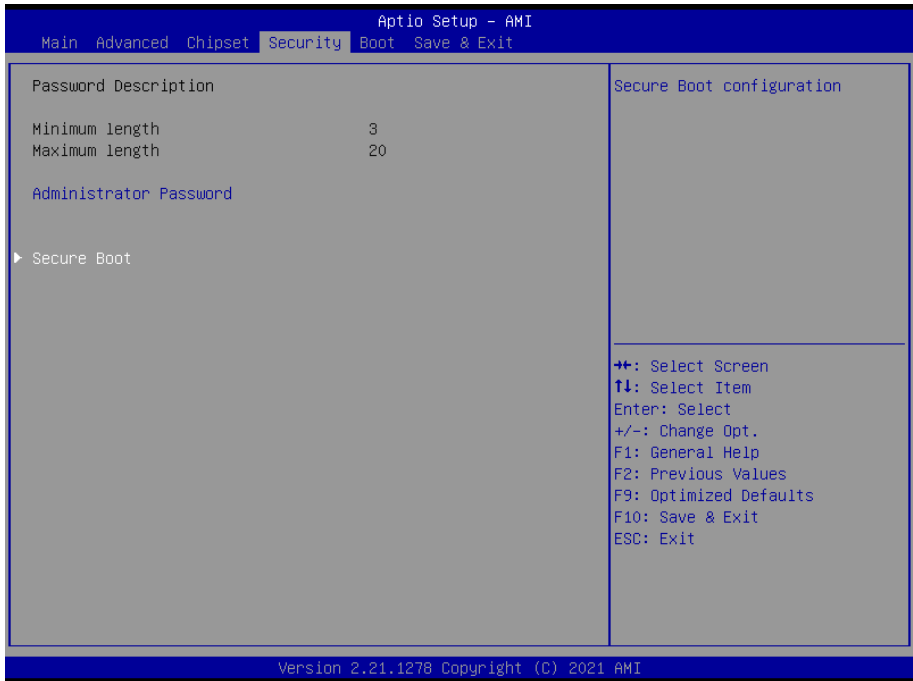 Aptio Setup – AMI
Main Advanced Chipset Security Boot Save & Exit
Password Description
Minimum length 3
Maximum length 20
Administrator Password
▶ Secure Boot
Secure Boot configuration
→←: Select Screen
↑↓: Select Item
Enter: Select
+/-: Change Opt.
F1: General Help
F2: Previous Values
F9: Optimized Defaults
F10: Save & Exit
ESC: Exit
Version 2.21.1278 Copyright (C) 2021 AMI